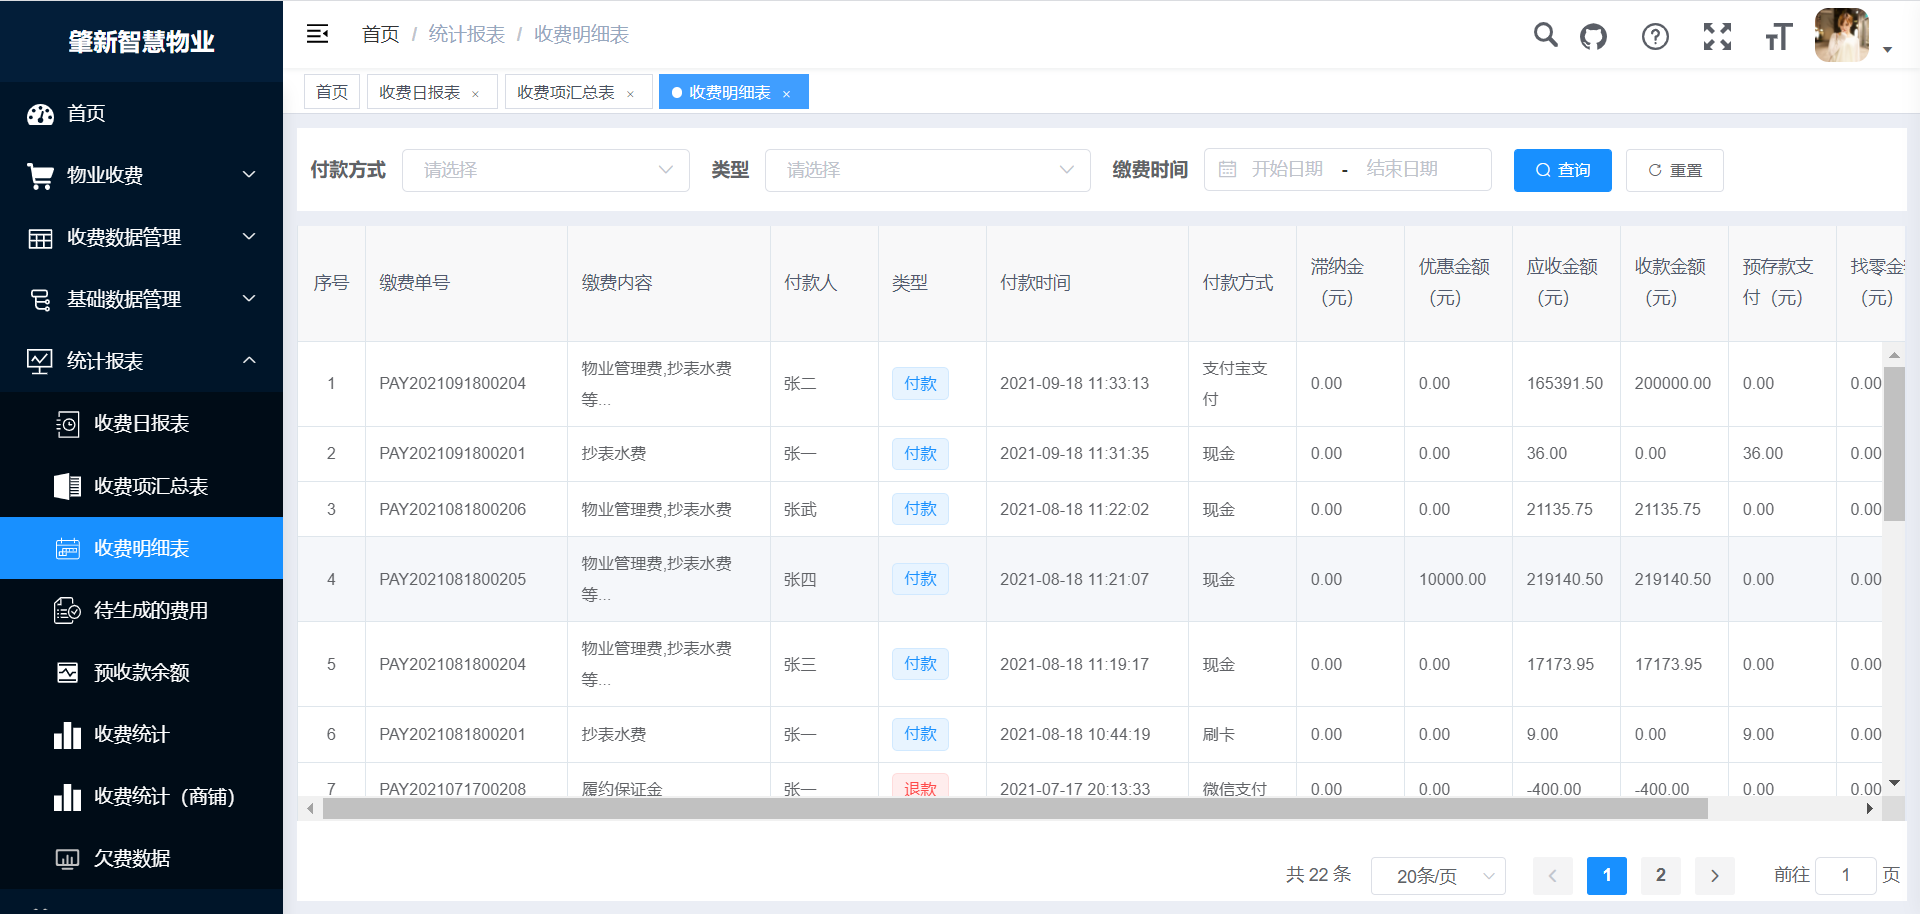 肇新智慧物业
首页
物业收费
收费数据管理
基础数据管理
统计报表
收费日报表
收费项汇总表
收费明细表
待生成的费用
预收款余额
收费统计
收费统计（商铺）
欠费数据
首页 / 统计报表 / 收费明细表
首页 收费日报表 × 收费项汇总表 × 收费明细表 ×
付款方式 请选择 类型 请选择 缴费时间 开始日期 - 结束日期 查询 重置
序号 缴费单号 缴费内容 付款人 类型 付款时间 付款方式 滞纳金 优惠金额 应收金额 收款金额 预存款支 找零金
（元） （元） （元） （元） 付（元） （元）
1 PAY2021091800204 物业管理费,抄表水费 张二 付款 2021-09-18 11:33:13 支付宝支 0.00 0.00 165391.50 200000.00 0.00 0.00
等... 付
2 PAY2021091800201 抄表水费 张一 付款 2021-09-18 11:31:35 现金 0.00 0.00 36.00 0.00 36.00 0.00
3 PAY2021081800206 物业管理费,抄表水费 张武 付款 2021-08-18 11:22:02 现金 0.00 0.00 21135.75 21135.75 0.00 0.00
4 PAY2021081800205 物业管理费,抄表水费 张四 付款 2021-08-18 11:21:07 现金 0.00 10000.00 219140.50 219140.50 0.00 0.00
等...
5 PAY2021081800204 物业管理费,抄表水费 张三 付款 2021-08-18 11:19:17 现金 0.00 0.00 17173.95 17173.95 0.00 0.00
等...
6 PAY2021081800201 抄表水费 张一 付款 2021-08-18 10:44:19 刷卡 0.00 0.00 9.00 0.00 9.00 0.00
7 PAY2021071700208 履约保证金 张一 退款 2021-07-17 20:13:33 微信支付 0.00 0.00 -400.00 -400.00 0.00 0.00
共 22 条 20条/页 1 2 前往 1 页